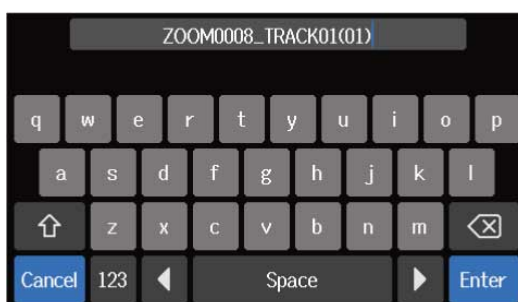 ZOOM0008_TRACK01(01)
q w e r t y u i o p
a s d f g h j k l
z x c v b n m
Cancel 123 Space Enter